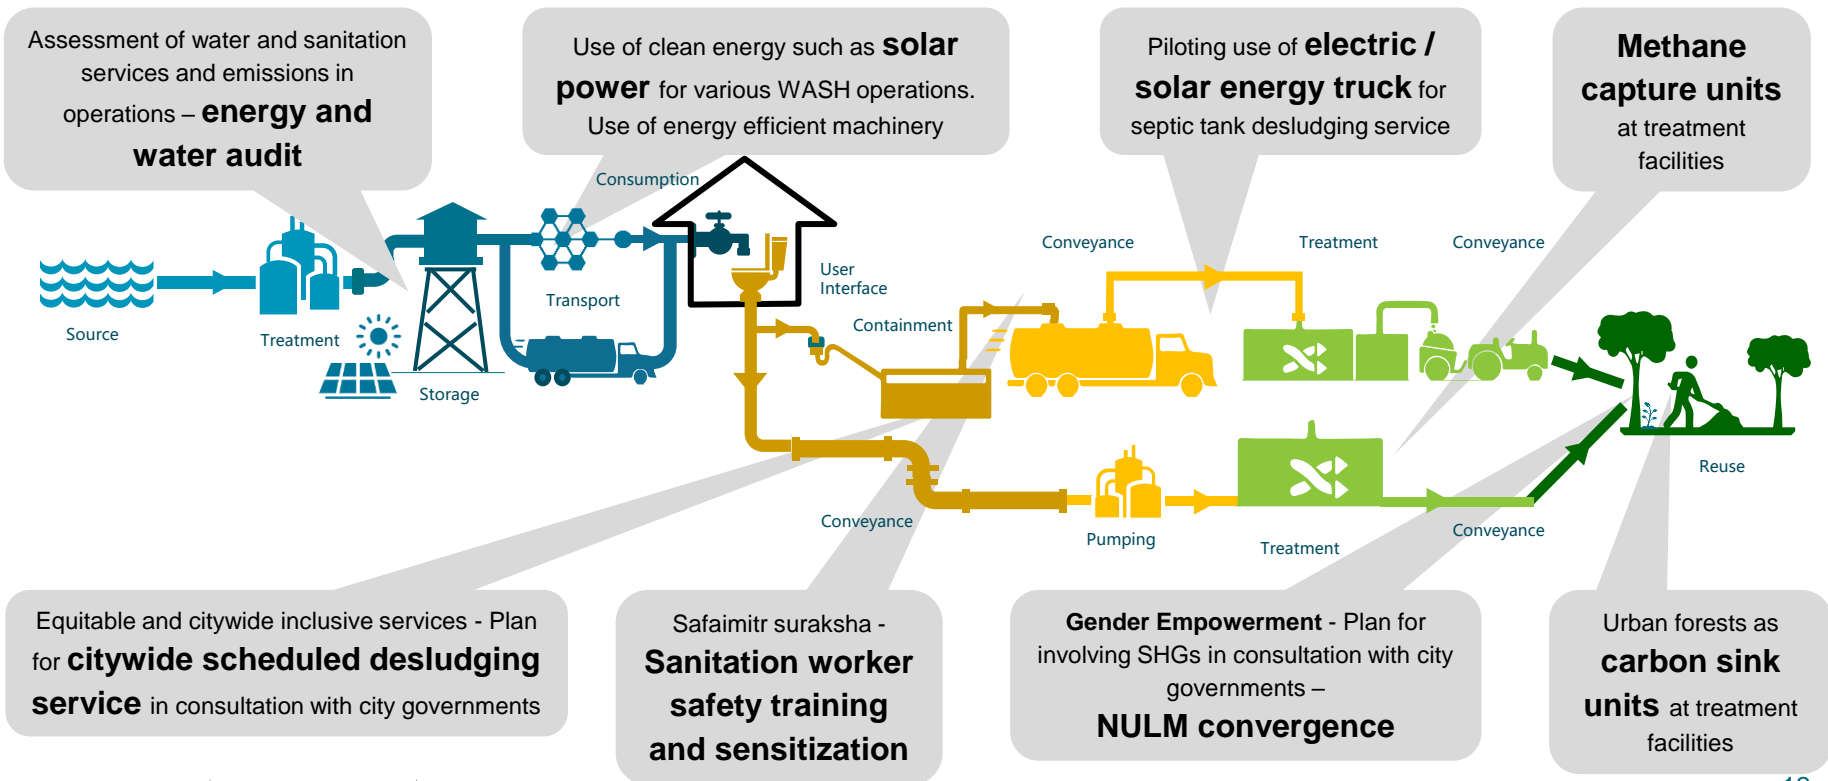 Assessment of water and sanitation
services and emissions in
operations – energy and
water audit
Use of clean energy such as solar
power for various WASH operations.
Use of energy efficient machinery
Piloting use of electric /
solar energy truck for
septic tank desludging service
Methane
capture units
at treatment
facilities
Consumption
Conveyance
Treatment
Conveyance
User
Interface
Transport
Source
Treatment
Containment
Storage
Reuse
Conveyance
Pumping
Treatment
Conveyance
Equitable and citywide inclusive services - Plan
for citywide scheduled desludging
service in consultation with city governments
Safaimitr suraksha -
Sanitation worker
safety training
and sensitization
Gender Empowerment - Plan for
involving SHGs in consultation with city
governments –
NULM convergence
Urban forests as
carbon sink
units at treatment
facilities